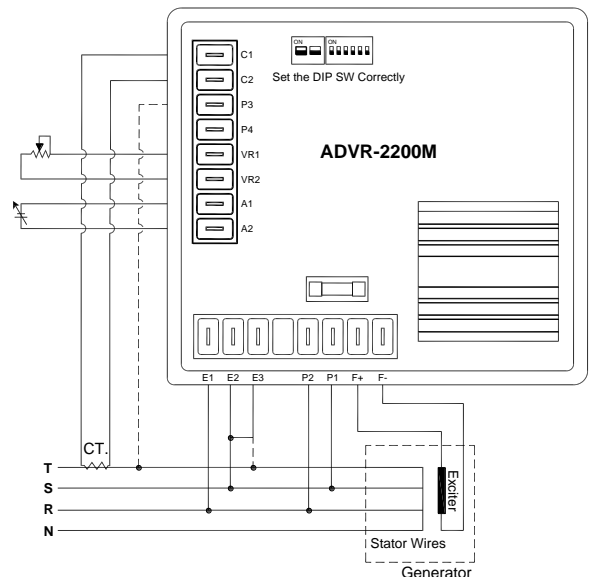 ON
ON
Set the DIP SW Correctly
C1
C2
P3
P4
VR1
VR2
A1
A2
ADVR-2200M
E1 E2 E3 P2 P1 F+ F-
CT.
T
S
R
N
Exciter
Stator Wires
Generator